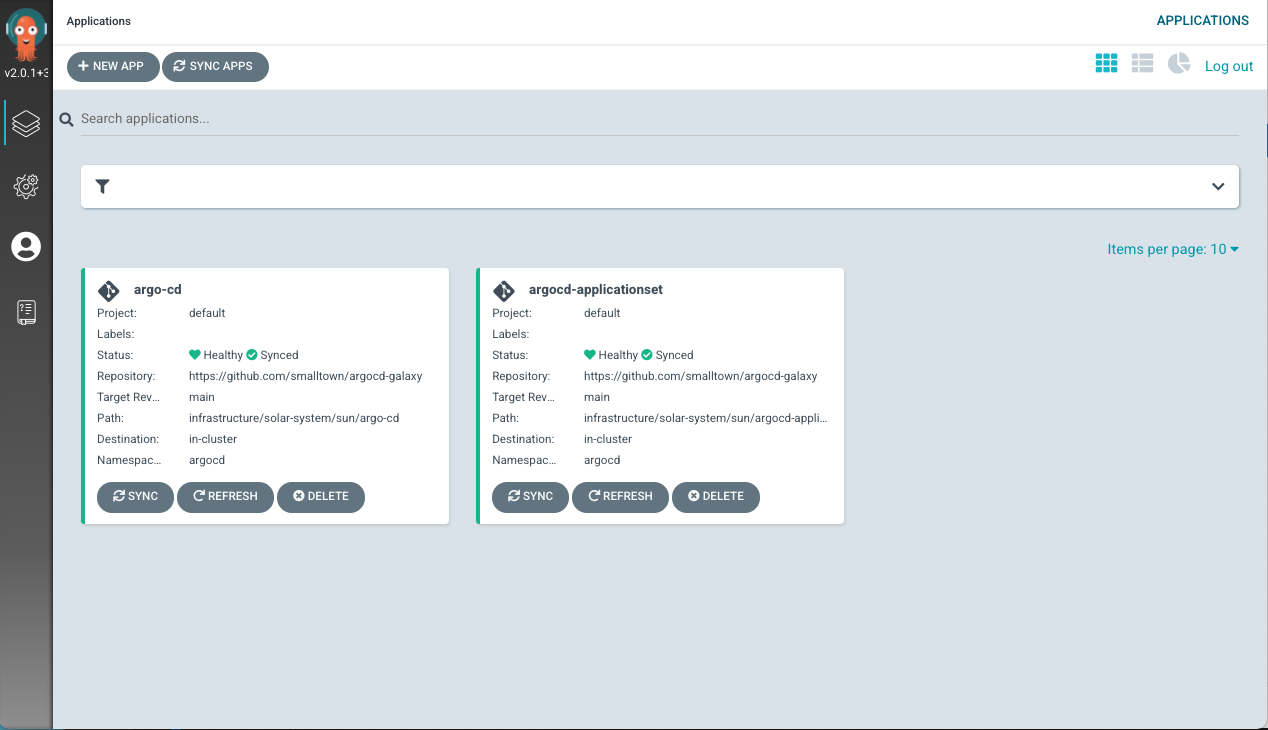 Applications
APPLICATIONS
v2.0.1+3
NEW APP
SYNC APPS
Log out
Search applications...
Items per page: 10
argo-cd
Project: default
Labels:
Status: Healthy Synced
Repository: https://github.com/smalltown/argocd-galaxy
Target Rev... main
Path: infrastructure/solar-system/sun/argo-cd
Destination: in-cluster
Namespac... argocd
SYNC
REFRESH
DELETE
argocd-applicationset
Project: default
Labels:
Status: Healthy Synced
Repository: https://github.com/smalltown/argocd-galaxy
Target Rev... main
Path: infrastructure/solar-system/sun/argocd-appli...
Destination: in-cluster
Namespac... argocd
SYNC
REFRESH
DELETE